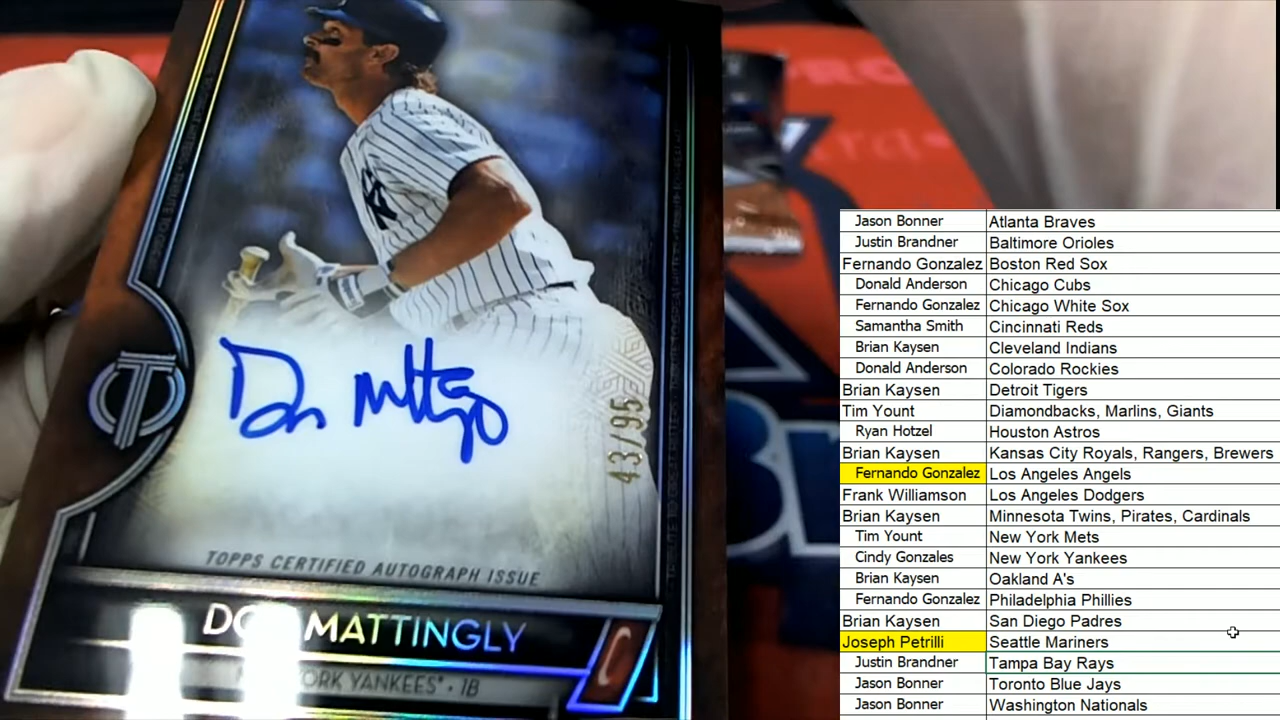 Don Mattingly
43/95
TOPPS CERTIFIED AUTOGRAPH ISSUE
MATTINGLY
YORK YANKEES • 1B
Jason Bonner Atlanta Braves
Justin Brandner Baltimore Orioles
Fernando Gonzalez Boston Red Sox
Donald Anderson Chicago Cubs
Fernando Gonzalez Chicago White Sox
Samantha Smith Cincinnati Reds
Brian Kaysen Cleveland Indians
Donald Anderson Colorado Rockies
Brian Kaysen Detroit Tigers
Tim Yount Diamondbacks, Marlins, Giants
Ryan Hotzel Houston Astros
Brian Kaysen Kansas City Royals, Rangers, Brewers
Fernando Gonzalez Los Angeles Angels
Frank Williamson Los Angeles Dodgers
Brian Kaysen Minnesota Twins, Pirates, Cardinals
Tim Yount New York Mets
Cindy Gonzales New York Yankees
Brian Kaysen Oakland A's
Fernando Gonzalez Philadelphia Phillies
Brian Kaysen San Diego Padres
Joseph Petrilli Seattle Mariners
Justin Brandner Tampa Bay Rays
Jason Bonner Toronto Blue Jays
Jason Bonner Washington Nationals